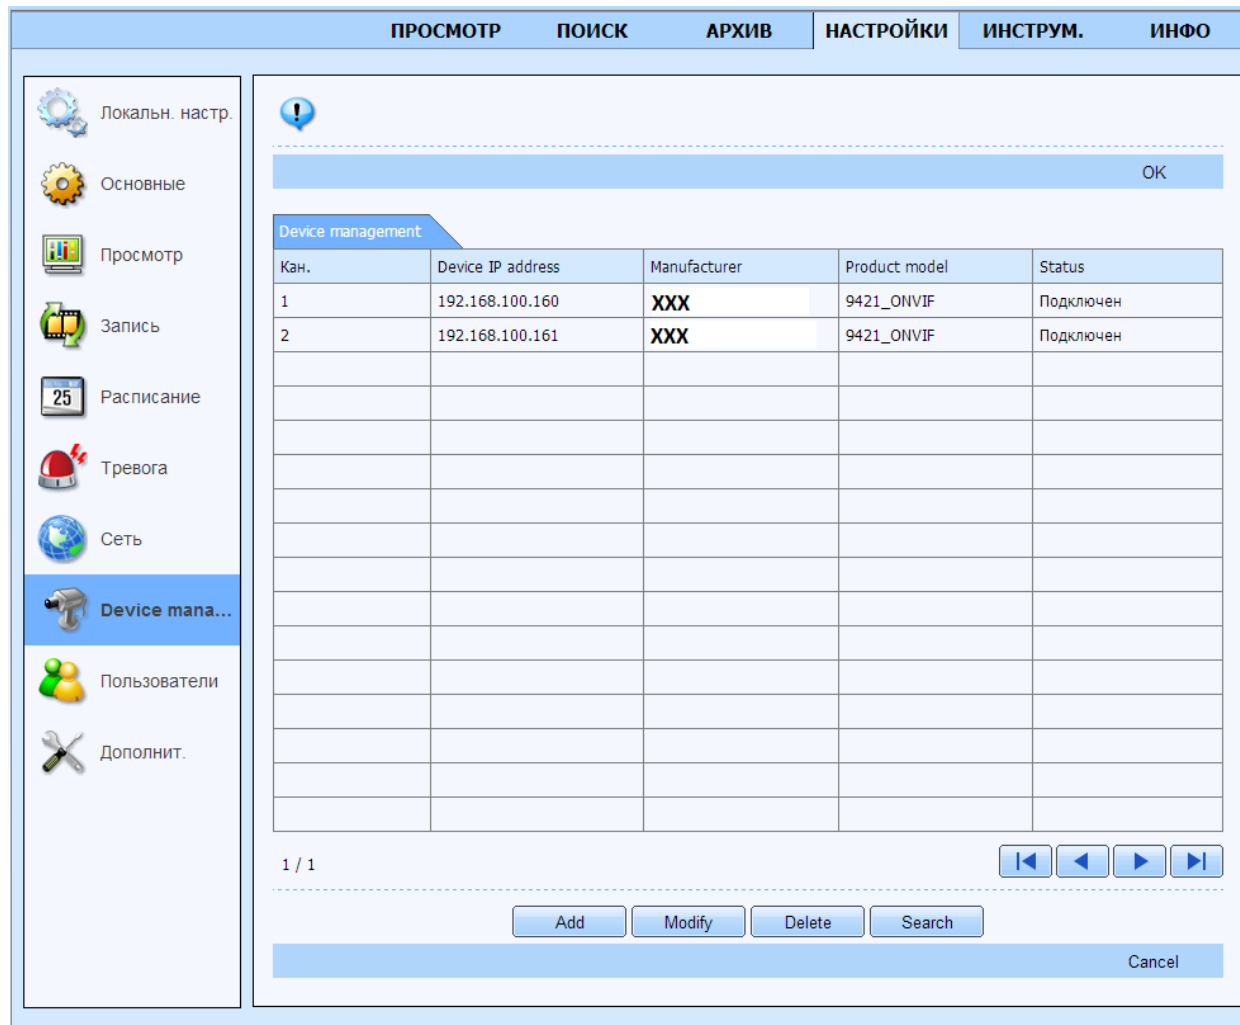 ПРОСМОТР ПОИСК АРХИВ НАСТРОЙКИ ИНСТРУМ. ИНФО
Локальн. настр.
Основные
Просмотр
Запись
25 Расписание
Тревога
Сеть
Device mana...
Пользователи
Дополнит.
OK
Device management
Кан. Device IP address Manufacturer Product model Status
1 192.168.100.160 XXX 9421_ONVIF Подключен
2 192.168.100.161 XXX 9421_ONVIF Подключен
1 / 1
Add Modify Delete Search
Cancel